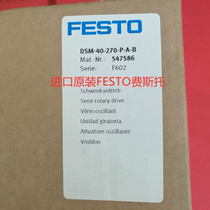 FESTO
DSM-40-270-P-A-B
Mat.-Nr.: 547586
Serie: F602
进口原装FESTO费斯托
Schwenkantrieb
Semi rotary drive
Vérin oscillant
Unidad giratoria
Attuatore oscillante
Vriddon